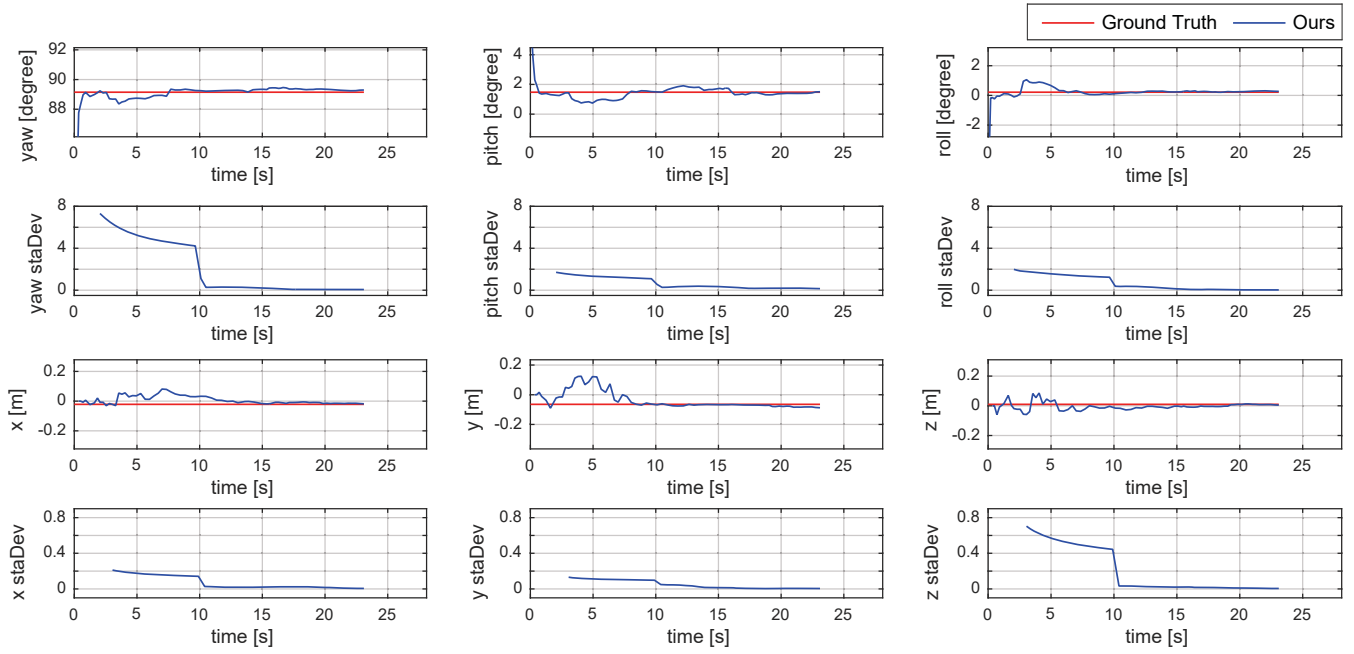 Ground Truth Ours
92
90
88
yaw [degree]
0 5 10 15 20 25
time [s]
4
2
0
pitch [degree]
0 5 10 15 20 25
time [s]
2
0
-2
roll [degree]
0 5 10 15 20 25
time [s]
8
4
0
yaw staDev
0 5 10 15 20 25
time [s]
8
4
0
pitch staDev
0 5 10 15 20 25
time [s]
8
4
0
roll staDev
0 5 10 15 20 25
time [s]
0.2
0
-0.2
x [m]
0 5 10 15 20 25
time [s]
0.2
0
-0.2
y [m]
0 5 10 15 20 25
time [s]
0.2
0
-0.2
z [m]
0 5 10 15 20 25
time [s]
0.8
0.4
0
x staDev
0 5 10 15 20 25
time [s]
0.8
0.4
0
y staDev
0 5 10 15 20 25
time [s]
0.8
0.4
0
z staDev
0 5 10 15 20 25
time [s]